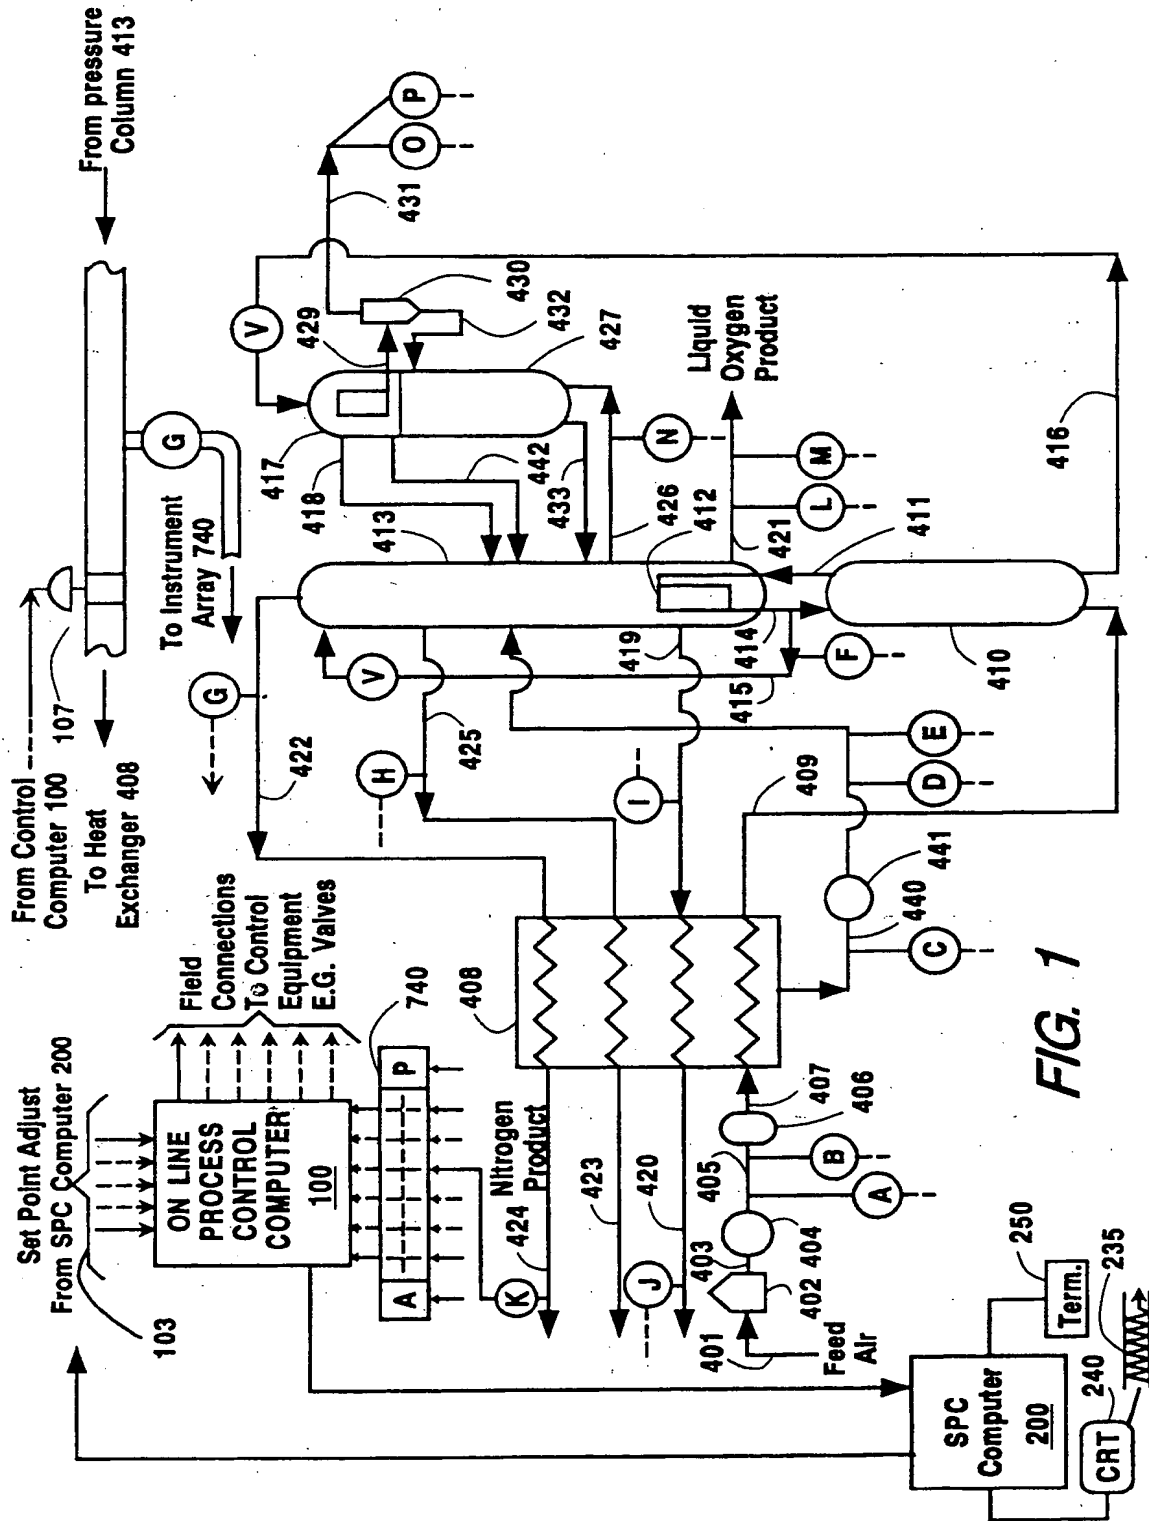 From pressure
Column 413
From Control
Computer 100
107
To Heat
Exchanger 408
G
To Instrument
Array 740
Set Point Adjust
From SPC Computer 200
103
ON LINE
PROCESS
CONTROL
COMPUTER
100
Field
Connections
To Control
Equipment
E.G. Valves
A
P
740
G
422
H
425
V
413
417
418
442
433
V
429
430
431
432
427
O
P
N
426
412
Liquid
Oxygen
Product
421
L
M
411
416
419
414
415
F
410
I
409
D
E
441
440
C
408
Nitrogen
Product
424
K
423
420
J
407
406
405
B
A
404
403
402
401
Feed
Air
SPC
Computer
200
Term.
250
235
240
CRT
FIG. 1